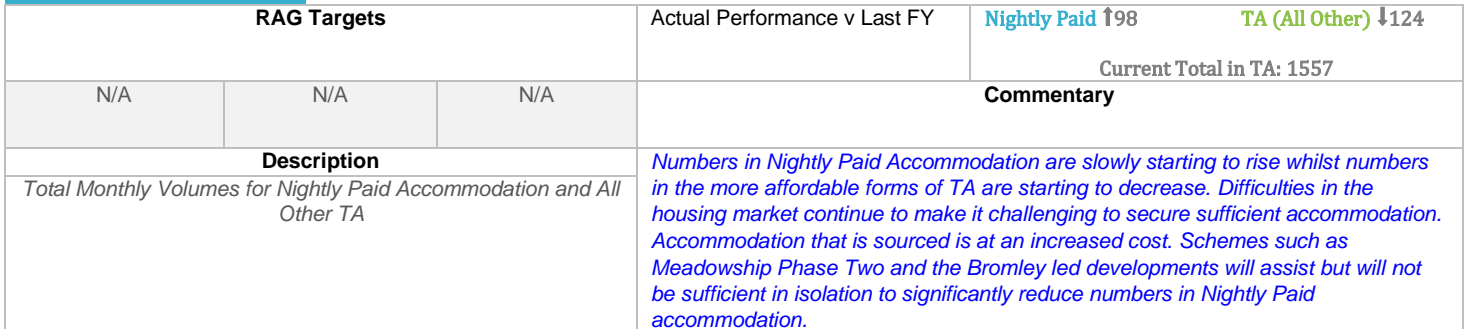 RAG Targets
Actual Performance v Last FY
Nightly Paid ⬆98 TA (All Other) ⬇124
Current Total in TA: 1557
N/A N/A N/A
Commentary
Description
Total Monthly Volumes for Nightly Paid Accommodation and All
Other TA
Numbers in Nightly Paid Accommodation are slowly starting to rise whilst numbers
in the more affordable forms of TA are starting to decrease. Difficulties in the
housing market continue to make it challenging to secure sufficient accommodation.
Accommodation that is sourced is at an increased cost. Schemes such as
Meadowship Phase Two and the Bromley led developments will assist but will not
be sufficient in isolation to significantly reduce numbers in Nightly Paid
accommodation.